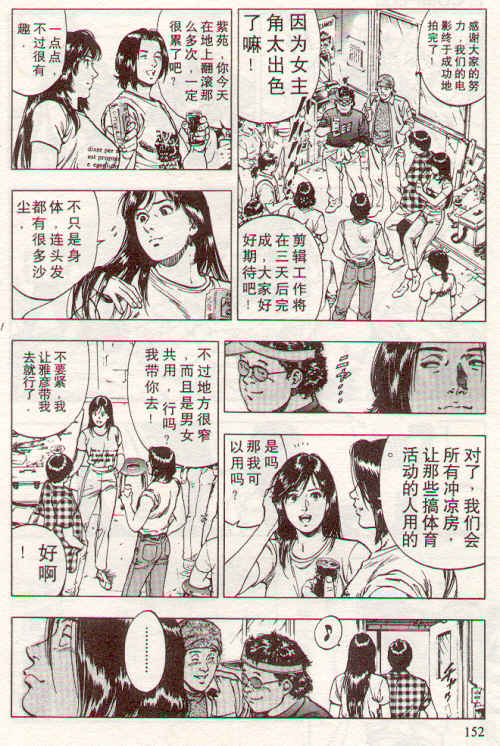 感谢大家的努
力，我们的电
影终于成功地
拍完了！
因为女主
角太出色
了嘛！
剪辑工作将
在三天后完
成，大家好
好期待吧！
紫苑，你今天
在地上翻滚那
么多次，一定
很累了吧？
一点点，
不过很有
趣．
diser per
est propos
e egestion
不只是身
体，连头发
都有很多沙
尘．
对了，我们会
所有冲凉房，
让那些搞体育
活动的人用的
是吗？
那我可
以用吗？
不过地方很窄
，而且是男女
共用，行吗？
我带你去！
不要紧，我
让雅彦带我
去就行了．
好啊
！
………
152